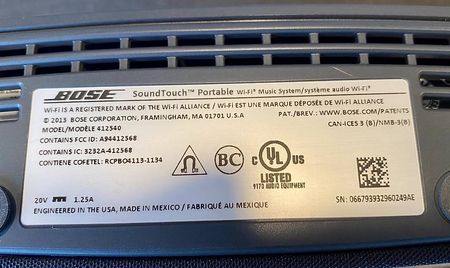 BOSE SoundTouch™ Portable Wi-Fi® Music System/système audio Wi-Fi®
Wi-Fi IS A REGISTERED MARK OF THE Wi-Fi ALLIANCE / Wi-Fi EST UNE MARQUE DÉPOSÉE DE Wi-Fi ALLIANCE
© 2013 BOSE CORPORATION, FRAMINGHAM, MA 01701 U.S.A PAT./BREV.: WWW.BOSE.COM/PATENTS
MODEL/MODÈLE 412540 CAN-ICES 3 (B)/NMB-3(B)
CONTAINS FCC ID: A94412568
CONTAINS IC: 3232A-412568
CONTIENE COFETEL: RCPBO4113-1134
BC
c UL US
LISTED
9170 AUDIO EQUIPMENT
20V 1.25A
ENGINEERED IN THE USA, MADE IN MEXICO / FABRIQUÉ AU MEXIQUE SN: 066793932960249AE